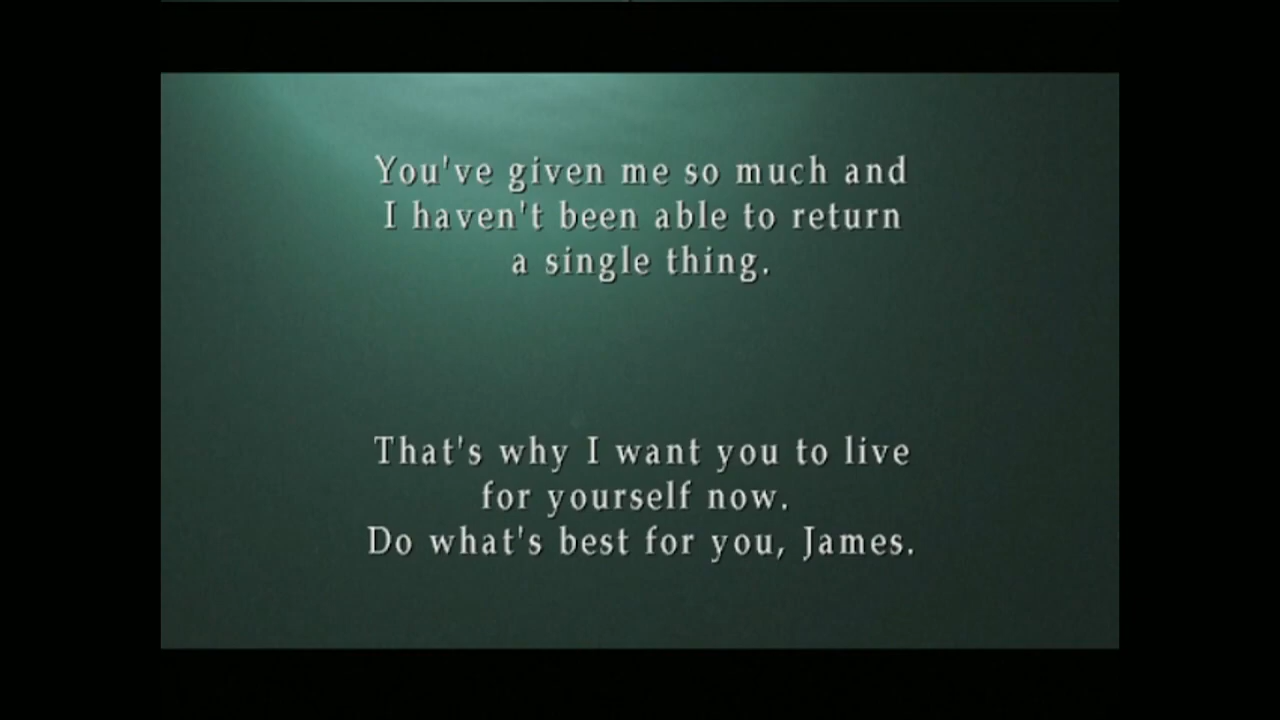 You've given me so much and
I haven't been able to return
a single thing.
That's why I want you to live
for yourself now.
Do what's best for you, James.